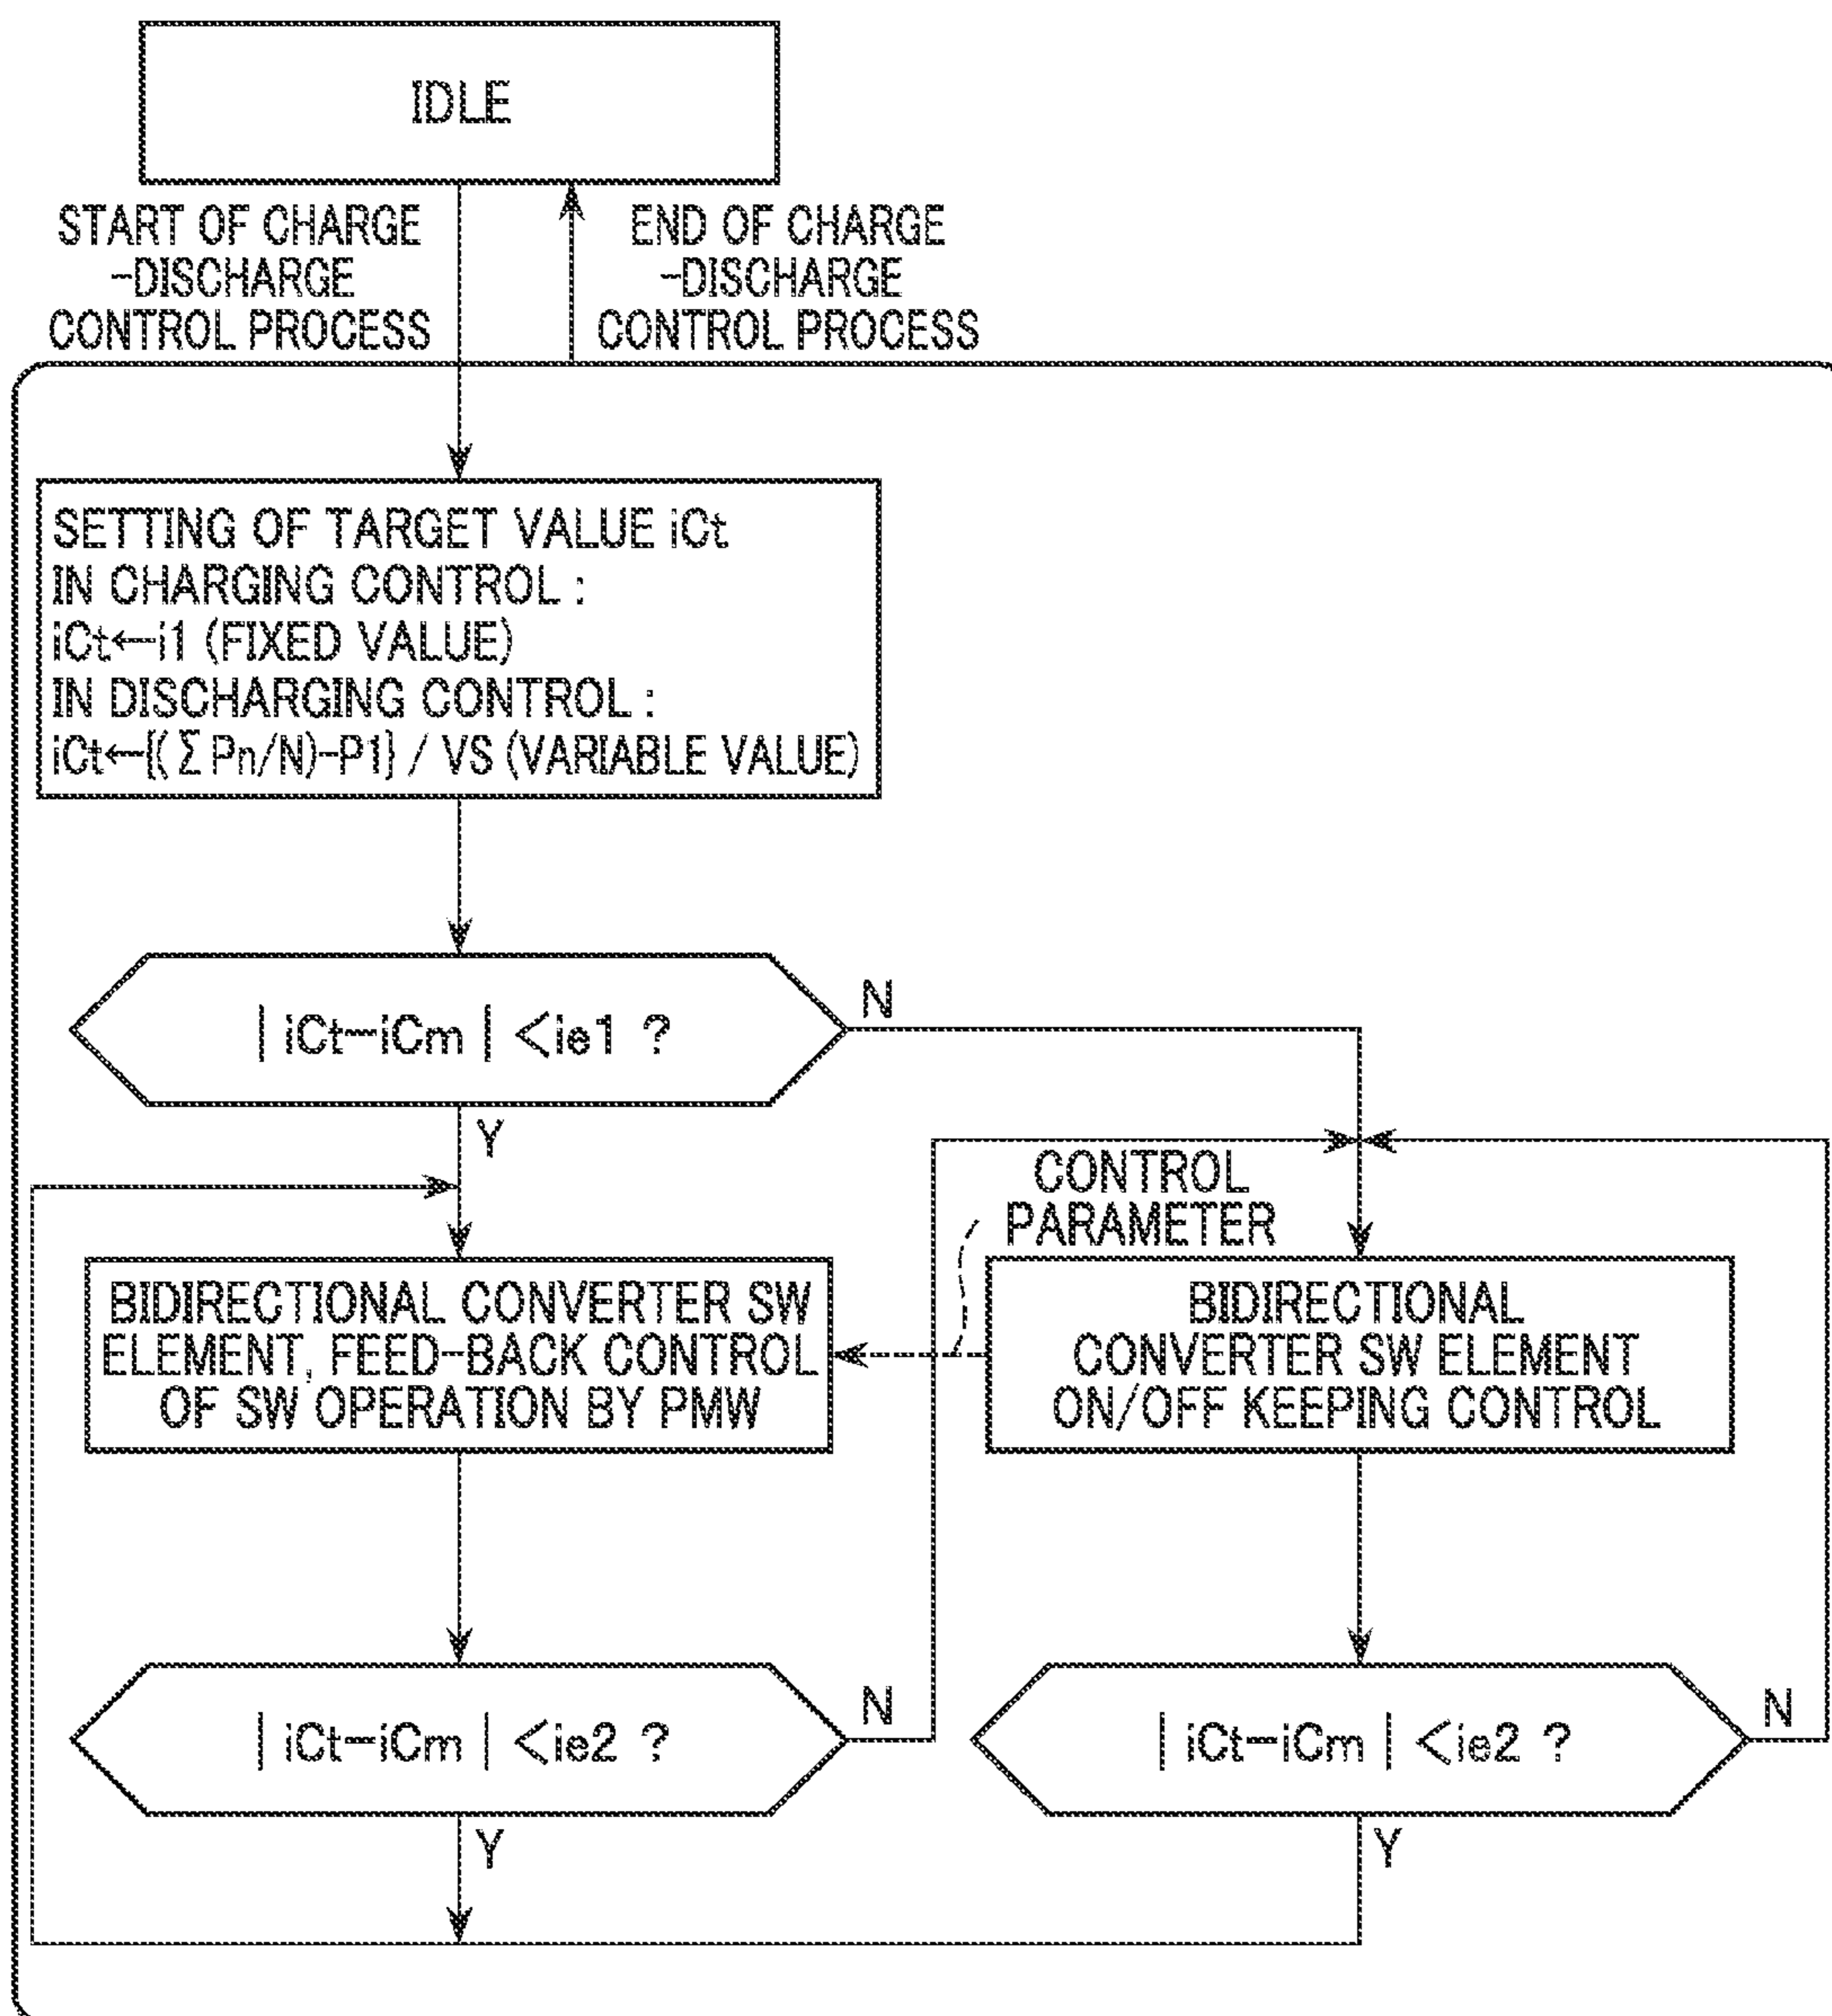 IDLE
START OF CHARGE
-DISCHARGE
CONTROL PROCESS
END OF CHARGE
-DISCHARGE
CONTROL PROCESS
SETTING OF TARGET VALUE iCt
IN CHARGING CONTROL :
iCt←i1 (FIXED VALUE)
IN DISCHARGING CONTROL :
iCt←{(Σ Pn/N)-P1} / VS (VARIABLE VALUE)
| iCt-iCm | <ie1 ?
N
Y
CONTROL
PARAMETER
BIDIRECTIONAL CONVERTER SW
ELEMENT, FEED-BACK CONTROL
OF SW OPERATION BY PMW
BIDIRECTIONAL
CONVERTER SW ELEMENT
ON/OFF KEEPING CONTROL
| iCt-iCm | <ie2 ?
N
Y
| iCt-iCm | <ie2 ?
N
Y